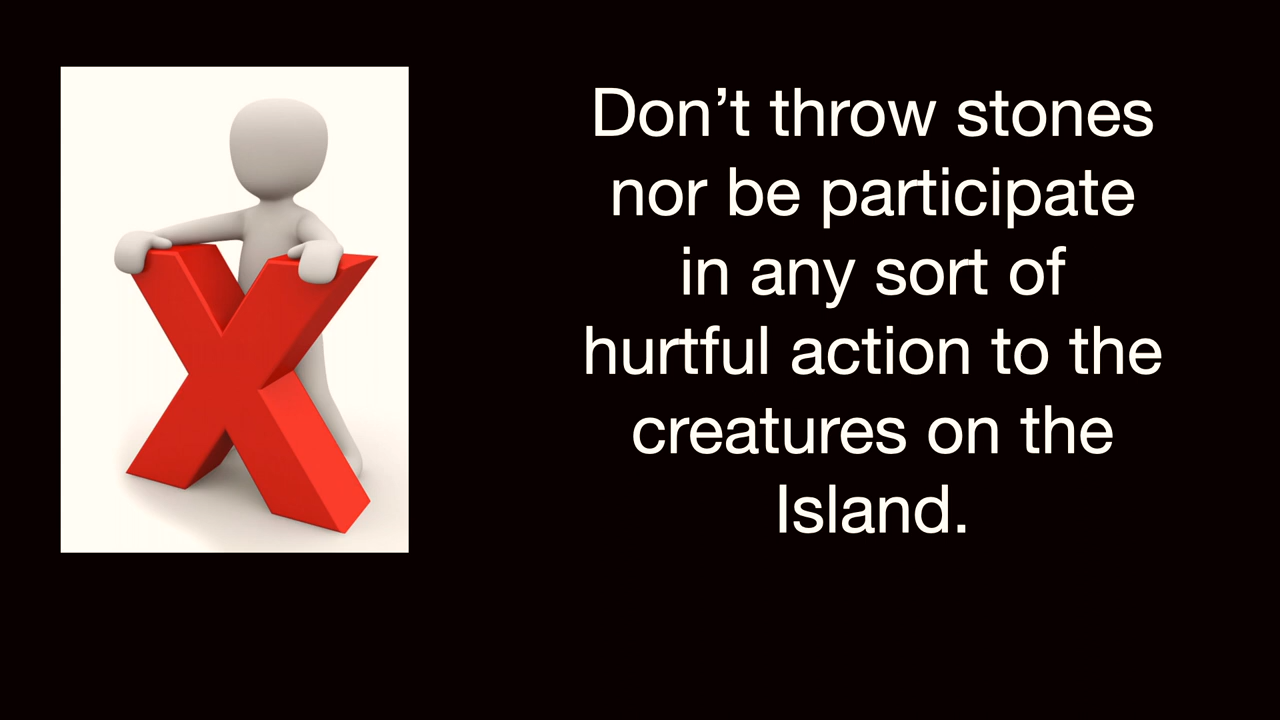 Don’t throw stones
nor be participate
in any sort of
hurtful action to the
creatures on the
Island.